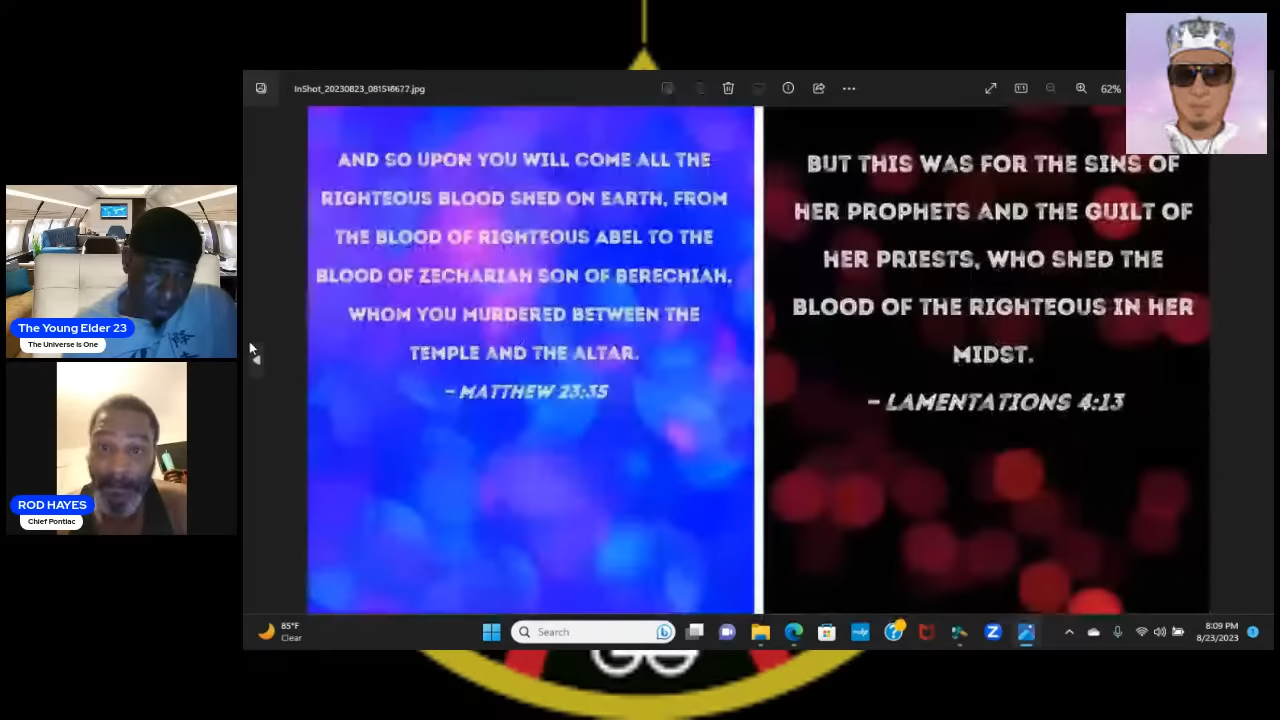 InShot_20230823_081518677.jpg
62%
AND SO UPON YOU WILL COME ALL THE
RIGHTEOUS BLOOD SHED ON EARTH, FROM
THE BLOOD OF RIGHTEOUS ABEL TO THE
BLOOD OF ZECHARIAH SON OF BERECHIAH,
WHOM YOU MURDERED BETWEEN THE
TEMPLE AND THE ALTAR.
- MATTHEW 23:35
BUT THIS WAS FOR THE SINS OF
HER PROPHETS AND THE GUILT OF
HER PRIESTS, WHO SHED THE
BLOOD OF THE RIGHTEOUS IN HER
MIDST.
- LAMENTATIONS 4:13
The Young Elder 23
The Universe is One
ROD HAYES
Chief Pontiac
85°F
Clear
Search
8:09 PM
8/23/2023